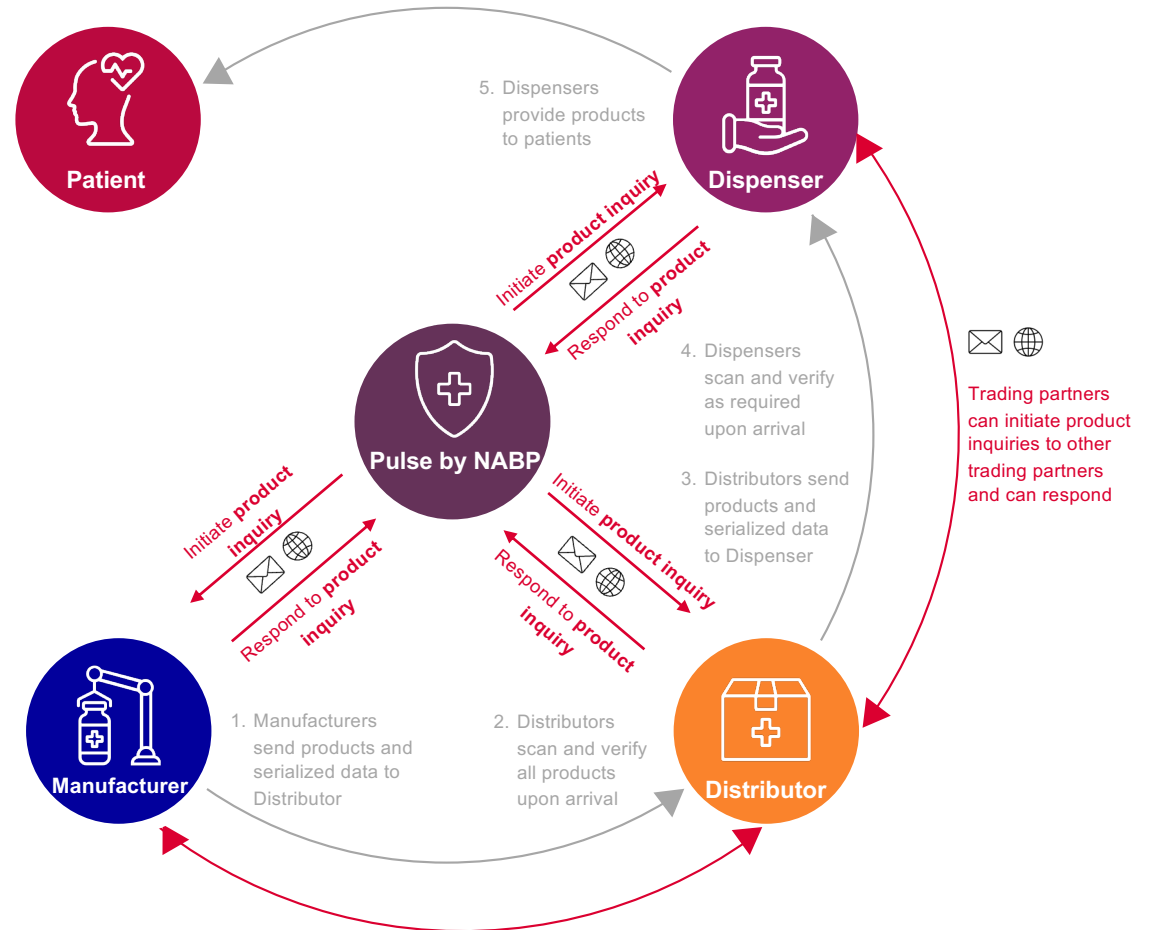 Patient
5. Dispensers
provide products
to patients
Dispenser
Initiate product inquiry
Respond to product
inquiry
4. Dispensers
scan and verify
as required
upon arrival
Trading partners
can initiate product
inquiries to other
trading partners
and can respond
Pulse by NABP
3. Distributors send
products and
serialized data
to Dispenser
Initiate product
inquiry
Respond to product
inquiry
Initiate product inquiry
Respond to product
inquiry
Manufacturer
1. Manufacturers
send products and
serialized data to
Distributor
2. Distributors
scan and verify
all products
upon arrival
Distributor